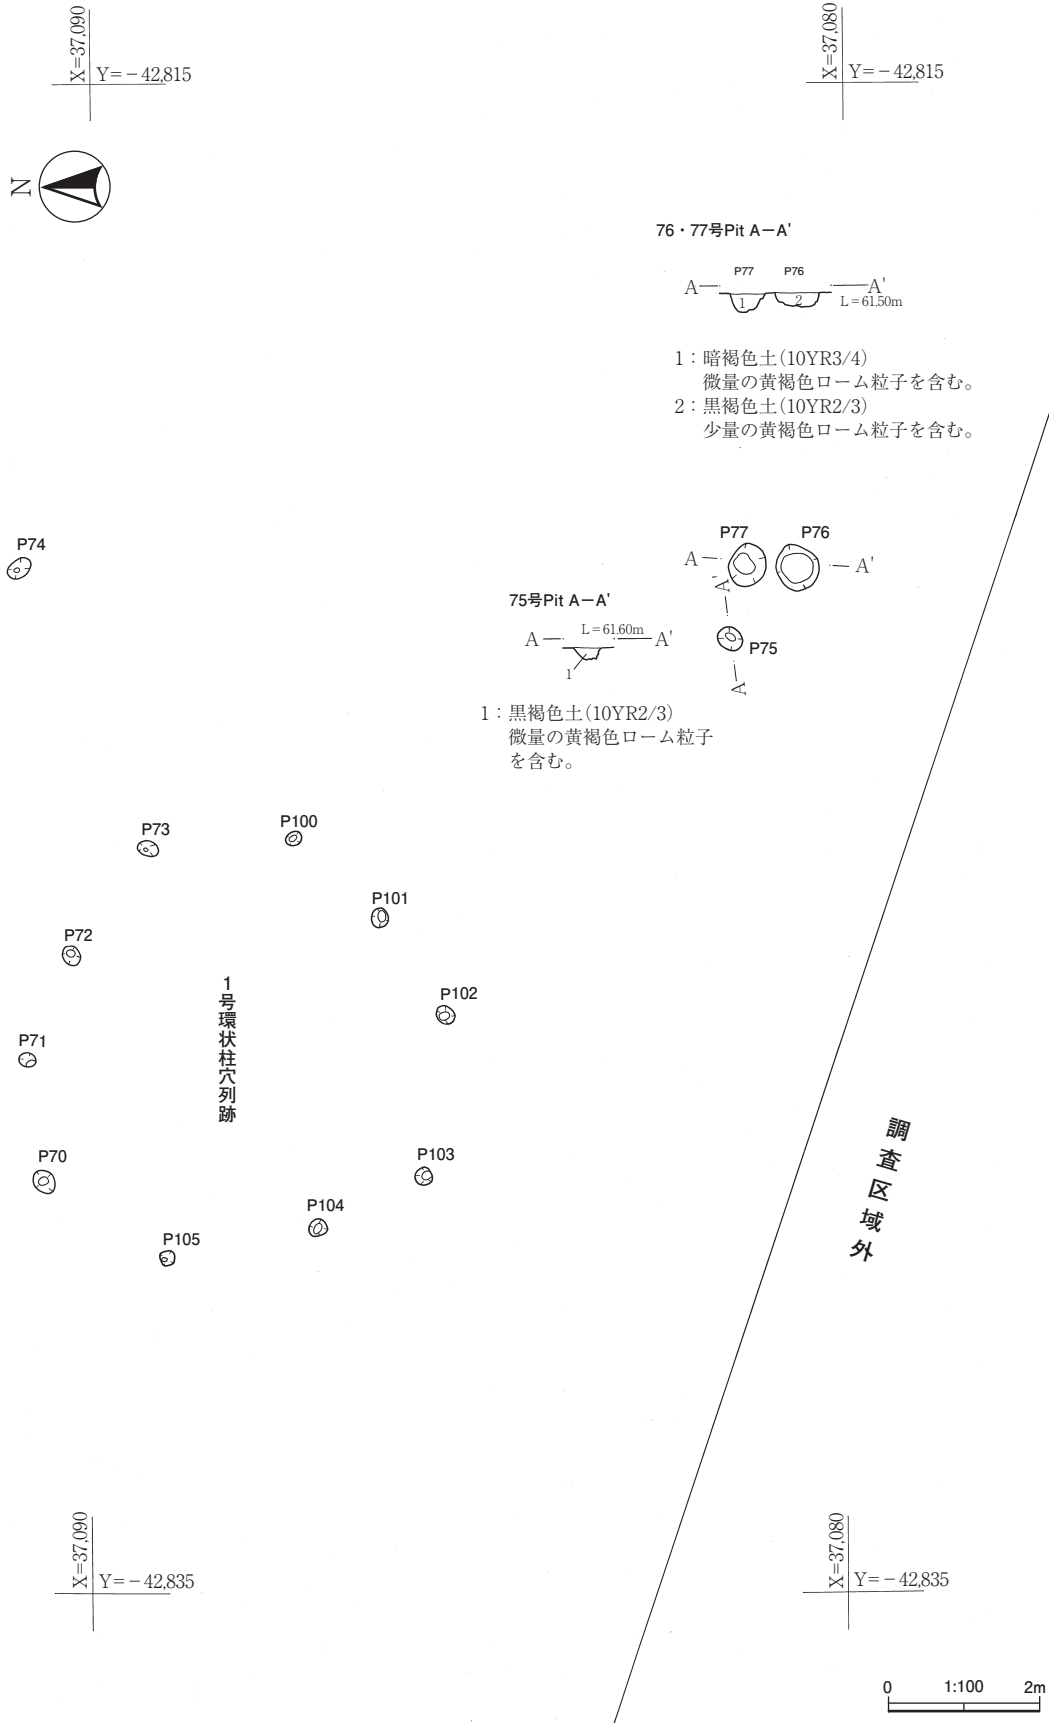 X=37,090
Y=－42,815
X=37,080
Y=－42,815
N
76・77号Pit A－A'
P77
P76
A
A'
1
2
L=61.50m
1：暗褐色土(10YR3/4)
微量の黄褐色ローム粒子を含む。
2：黒褐色土(10YR2/3)
少量の黄褐色ローム粒子を含む。
P74
P77
P76
A
A'
A'
P75
A
75号Pit A－A'
A
L=61.60m
A'
1
1：黒褐色土(10YR2/3)
微量の黄褐色ローム粒子
を含む。
P73
P100
P101
P72
P102
1号環状柱穴列跡
P71
P70
P103
P104
P105
調査区域外
X=37,090
Y=－42,835
X=37,080
Y=－42,835
0
1:100
2m